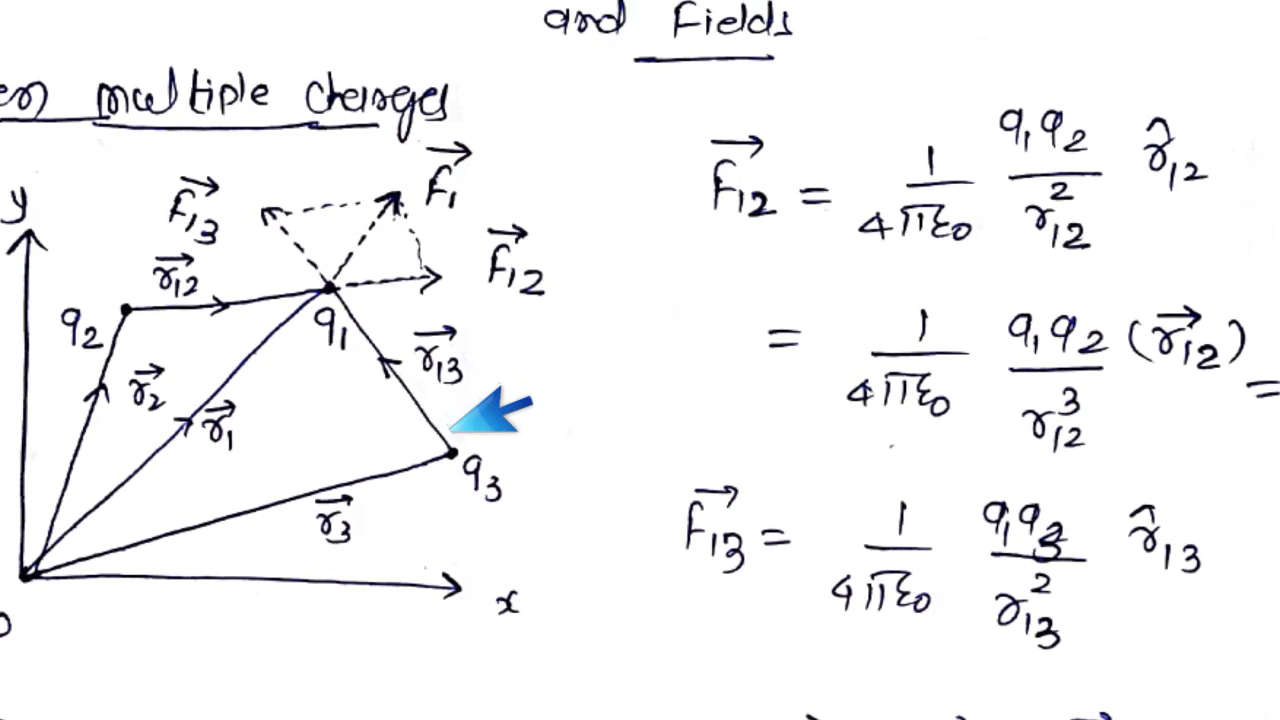 and Fields
multiple charges
y
F⃗₁₃
F⃗₁
F⃗₁₂
r⃗₁₂
q₂
q₁
r⃗₁₃
r⃗₂
r⃗₁
q₃
r⃗₃
x
F⃗₁₂ = 1/4πε₀ q₁q₂/r₁₂² r̂₁₂
= 1/4πε₀ q₁q₂/r₁₂³ (r⃗₁₂) =
F⃗₁₃ = 1/4πε₀ q₁q₃/r₁₃² r̂₁₃